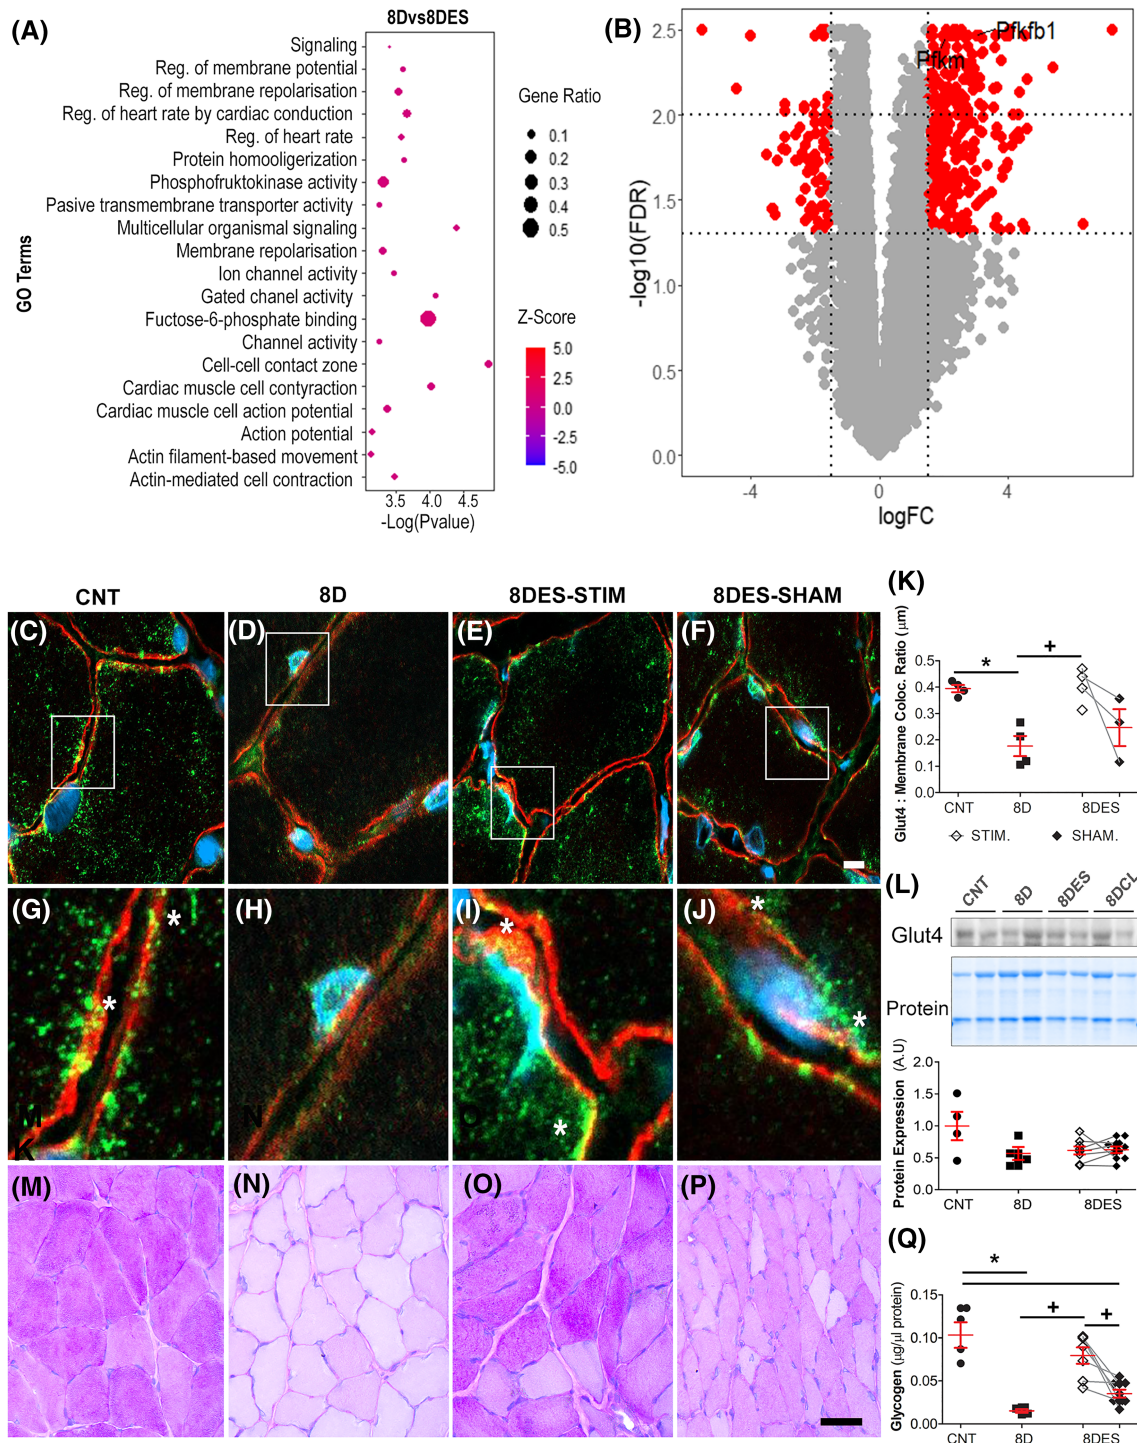 (A)
8Dvs8DES
GO Terms
Signaling
Reg. of membrane potential
Reg. of membrane repolarisation
Reg. of heart rate by cardiac conduction
Reg. of heart rate
Protein homooligerization
Phosphofruktokinase activity
Pasive transmembrane transporter activity
Multicellular organismal signaling
Membrane repolarisation
Ion channel activity
Gated chanel activity
Fuctose-6-phosphate binding
Channel activity
Cell-cell contact zone
Cardiac muscle cell contyraction
Cardiac muscle cell action potential
Action potential
Actin filament-based movement
Actin-mediated cell contraction
3.5 4.0 4.5
-Log(Pvalue)
Gene Ratio
0.1
0.2
0.3
0.4
0.5
Z-Score
5.0
2.5
0.0
-2.5
-5.0
(B)
-log10(FDR)
2.5
2.0
1.5
1.0
0.5
0.0
Pfkfb1
Pfkm
-4 0 4
logFC
CNT 8D 8DES-STIM 8DES-SHAM
(C) (D) (E) (F)
(G) (H) (I) (J)
* * * * * *
M N O
K
(M) (N) (O) (P)
(K)
Glut4 : Membrane Coloc. Ratio (μm)
0.5
0.4
0.3
0.2
0.1
0.0
* +
CNT 8D 8DES
STIM. SHAM.
(L)
CNT 8D 8DES 8DCL
Glut4
Protein
Protein Expression (A.U)
2.0
1.5
1.0
0.5
0.0
CNT 8D 8DES
(Q)
Glycogen (μg/μl protein)
0.15
0.10
0.05
0.00
* + +
CNT 8D 8DES